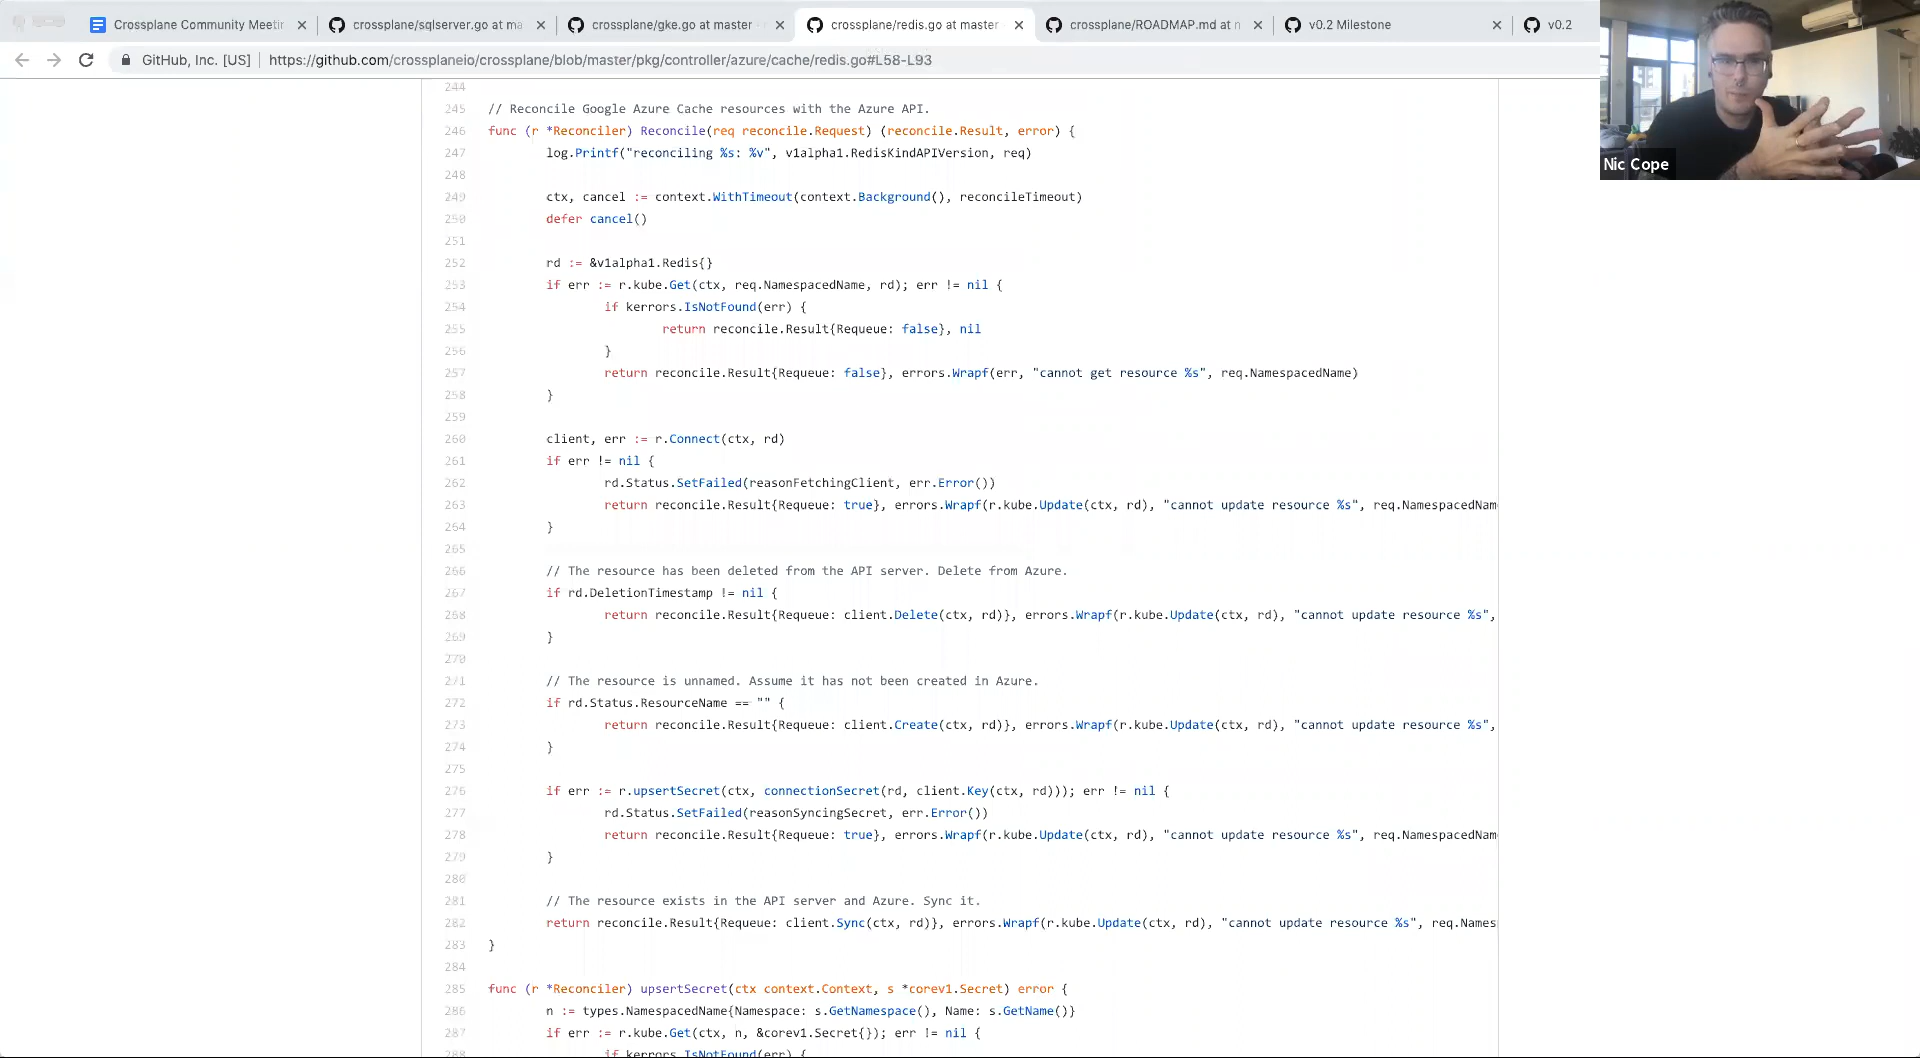 Crossplane Community Meetin
crossplane/sqlserver.go at ma
crossplane/gke.go at master ·
crossplane/redis.go at master
crossplane/ROADMAP.md at n
v0.2 Milestone
v0.2
GitHub, Inc. [US]
https://github.com/crossplaneio/crossplane/blob/master/pkg/controller/azure/cache/redis.go#L58-L93
Nic Cope
244
245 // Reconcile Google Azure Cache resources with the Azure API.
246 func (r *Reconciler) Reconcile(req reconcile.Request) (reconcile.Result, error) {
247 log.Printf("reconciling %s: %v", v1alpha1.RedisKindAPIVersion, req)
248
249 ctx, cancel := context.WithTimeout(context.Background(), reconcileTimeout)
250 defer cancel()
251
252 rd := &v1alpha1.Redis{}
253 if err := r.kube.Get(ctx, req.NamespacedName, rd); err != nil {
254 if kerrors.IsNotFound(err) {
255 return reconcile.Result{Requeue: false}, nil
256 }
257 return reconcile.Result{Requeue: false}, errors.Wrapf(err, "cannot get resource %s", req.NamespacedName)
258 }
259
260 client, err := r.Connect(ctx, rd)
261 if err != nil {
262 rd.Status.SetFailed(reasonFetchingClient, err.Error())
263 return reconcile.Result{Requeue: true}, errors.Wrapf(r.kube.Update(ctx, rd), "cannot update resource %s", req.NamespacedNam
264 }
265
266 // The resource has been deleted from the API server. Delete from Azure.
267 if rd.DeletionTimestamp != nil {
268 return reconcile.Result{Requeue: client.Delete(ctx, rd)}, errors.Wrapf(r.kube.Update(ctx, rd), "cannot update resource %s",
269 }
270
271 // The resource is unnamed. Assume it has not been created in Azure.
272 if rd.Status.ResourceName == "" {
273 return reconcile.Result{Requeue: client.Create(ctx, rd)}, errors.Wrapf(r.kube.Update(ctx, rd), "cannot update resource %s",
274 }
275
276 if err := r.upsertSecret(ctx, connectionSecret(rd, client.Key(ctx, rd))); err != nil {
277 rd.Status.SetFailed(reasonSyncingSecret, err.Error())
278 return reconcile.Result{Requeue: true}, errors.Wrapf(r.kube.Update(ctx, rd), "cannot update resource %s", req.NamespacedNam
279 }
280
281 // The resource exists in the API server and Azure. Sync it.
282 return reconcile.Result{Requeue: client.Sync(ctx, rd)}, errors.Wrapf(r.kube.Update(ctx, rd), "cannot update resource %s", req.Names
283 }
284
285 func (r *Reconciler) upsertSecret(ctx context.Context, s *corev1.Secret) error {
286 n := types.NamespacedName{Namespace: s.GetNamespace(), Name: s.GetName()}
287 if err := r.kube.Get(ctx, n, &corev1.Secret{}); err != nil {
288 if kerrors.IsNotFound(err) {